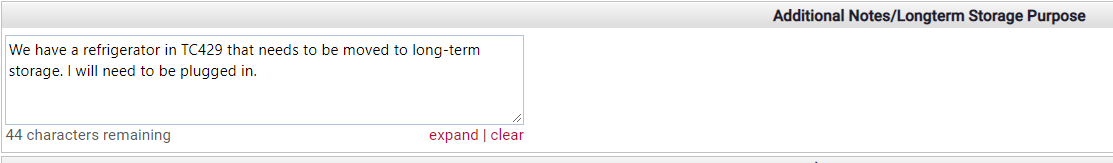 Additional Notes/Longterm Storage Purpose
We have a refrigerator in TC429 that needs to be moved to long-term
storage. I will need to be plugged in.
44 characters remaining
expand | clear